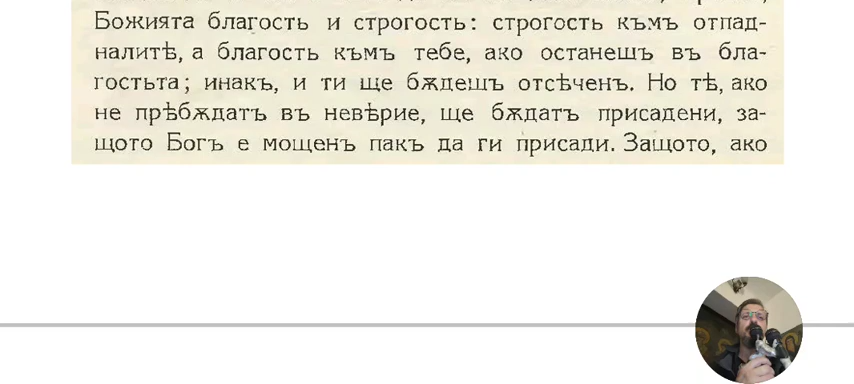 Божията благость и строгость: строгость къмъ отпад-
налитѣ, а благость къмъ тебе, ако останешъ въ бла-
гостьта; инакъ, и ти ще бѫдешъ отсѣченъ. Но тѣ, ако
не прѣбѫдатъ въ невѣрие, ще бѫдатъ присадени, за-
щото Богъ е мощенъ пакъ да ги присади. Защото, ако